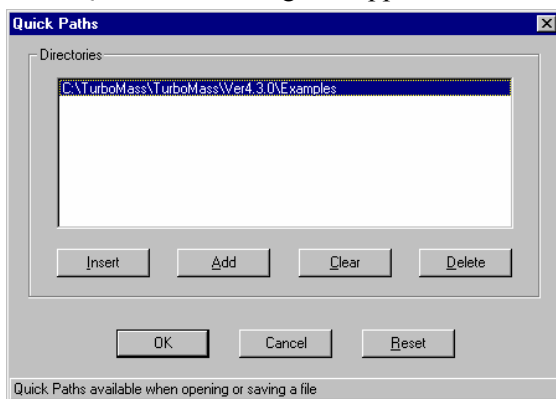 Quick Paths
Directories
C:\TurboMass\TurboMass\Ver4.3.0\Examples
Insert Add Clear Delete
OK Cancel Reset
Quick Paths available when opening or saving a file